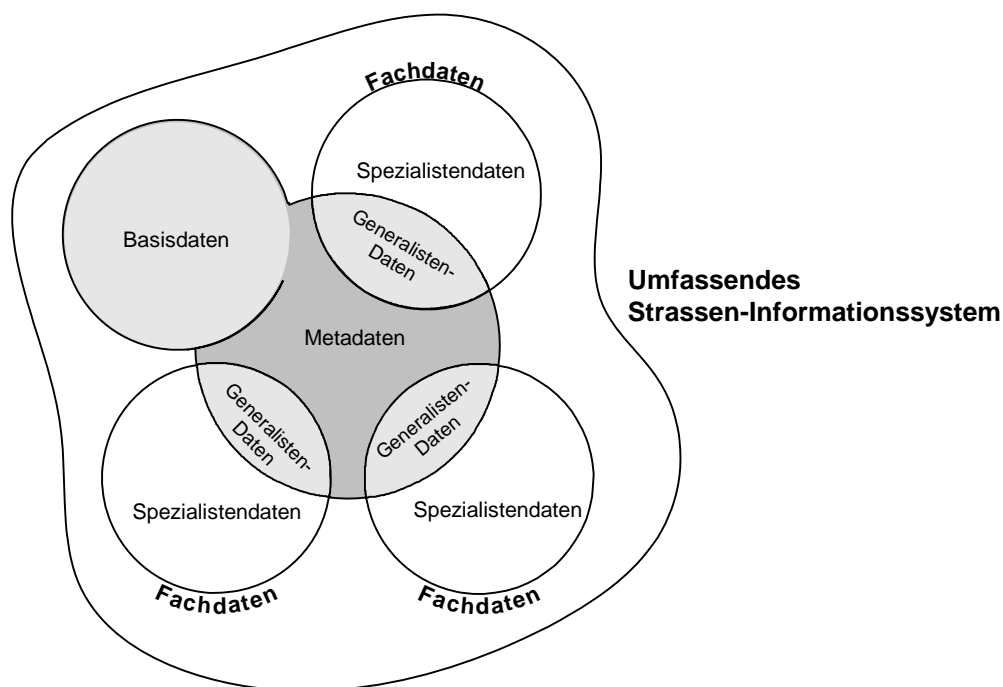 Fachdaten
Spezialistendaten
Generalisten-
Daten
Basisdaten
Umfassendes
Strassen-Informationssystem
Metadaten
Generalisten-
Daten
Generalisten-
Daten
Spezialistendaten
Spezialistendaten
Fachdaten
Fachdaten